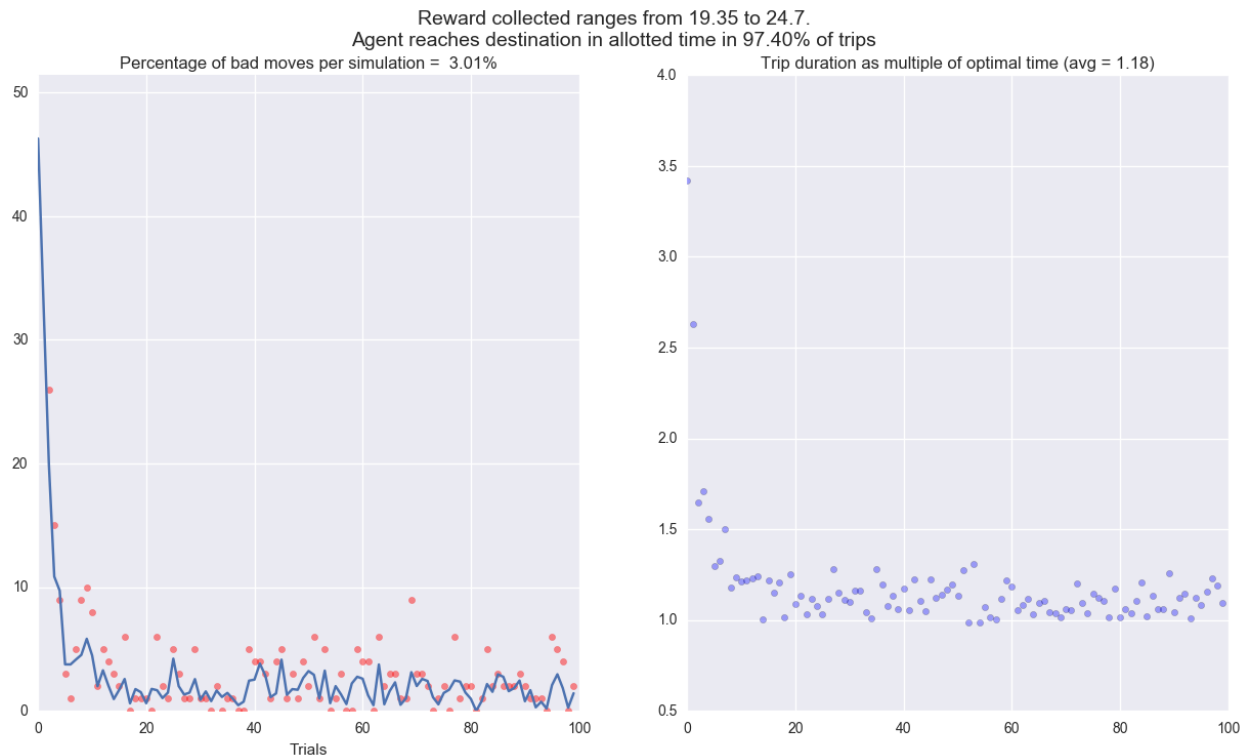 Reward collected ranges from 19.35 to 24.7.
Agent reaches destination in allotted time in 97.40% of trips
Percentage of bad moves per simulation =  3.01%
50
40
30
20
10
0
0 20 40 60 80 100
Trials
Trip duration as multiple of optimal time (avg = 1.18)
4.0
3.5
3.0
2.5
2.0
1.5
1.0
0.5
0 20 40 60 80 100